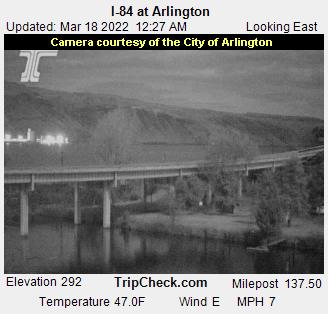 I-84 at Arlington
Updated: Mar 18 2022 12:27 AM Looking East
Camera courtesy of the City of Arlington
Elevation 292 TripCheck.com Milepost 137.50
Temperature 47.0F Wind E MPH 7